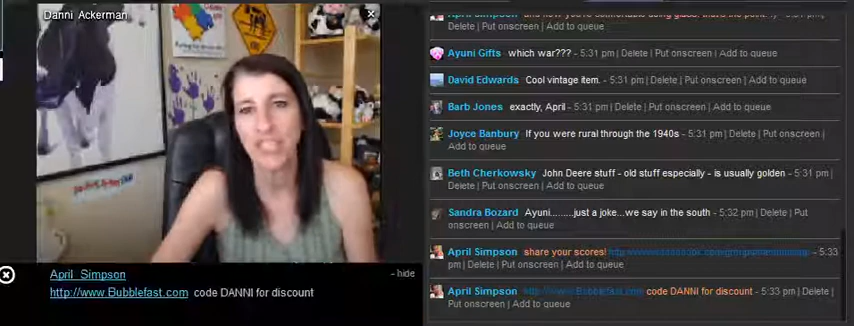 Danni Ackerman
April Simpson
- hide
http://www.Bubblefast.com code DANNI for discount
Delete | Put onscreen | Add to queue
Ayuni Gifts which war??? - 5:31 pm | Delete | Put onscreen | Add to queue
David Edwards Cool vintage item. - 5:31 pm | Delete | Put onscreen | Add to queue
Barb Jones exactly, April - 5:31 pm | Delete | Put onscreen | Add to queue
Joyce Banbury If you were rural through the 1940s - 5:31 pm | Delete | Put onscreen |
Add to queue
Beth Cherkowsky John Deere stuff - old stuff especially - is usually golden - 5:31 pm |
Delete | Put onscreen | Add to queue
Sandra Bozard Ayuni.........just a joke...we say in the south - 5:32 pm | Delete | Put
onscreen | Add to queue
April Simpson share your scores! - 5:33
pm | Delete | Put onscreen | Add to queue
April Simpson http://www.Bubblefast.com code DANNI for discount - 5:33 pm | Delete |
Put onscreen | Add to queue